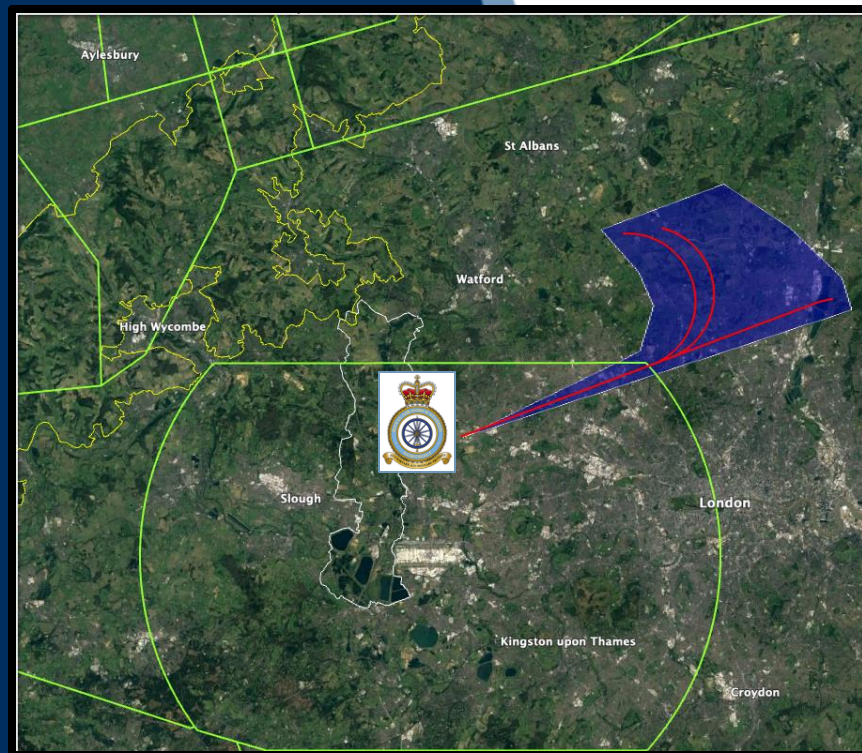 Aylesbury
St Albans
Watford
High Wycombe
Slough
London
Kingston upon Thames
Croydon